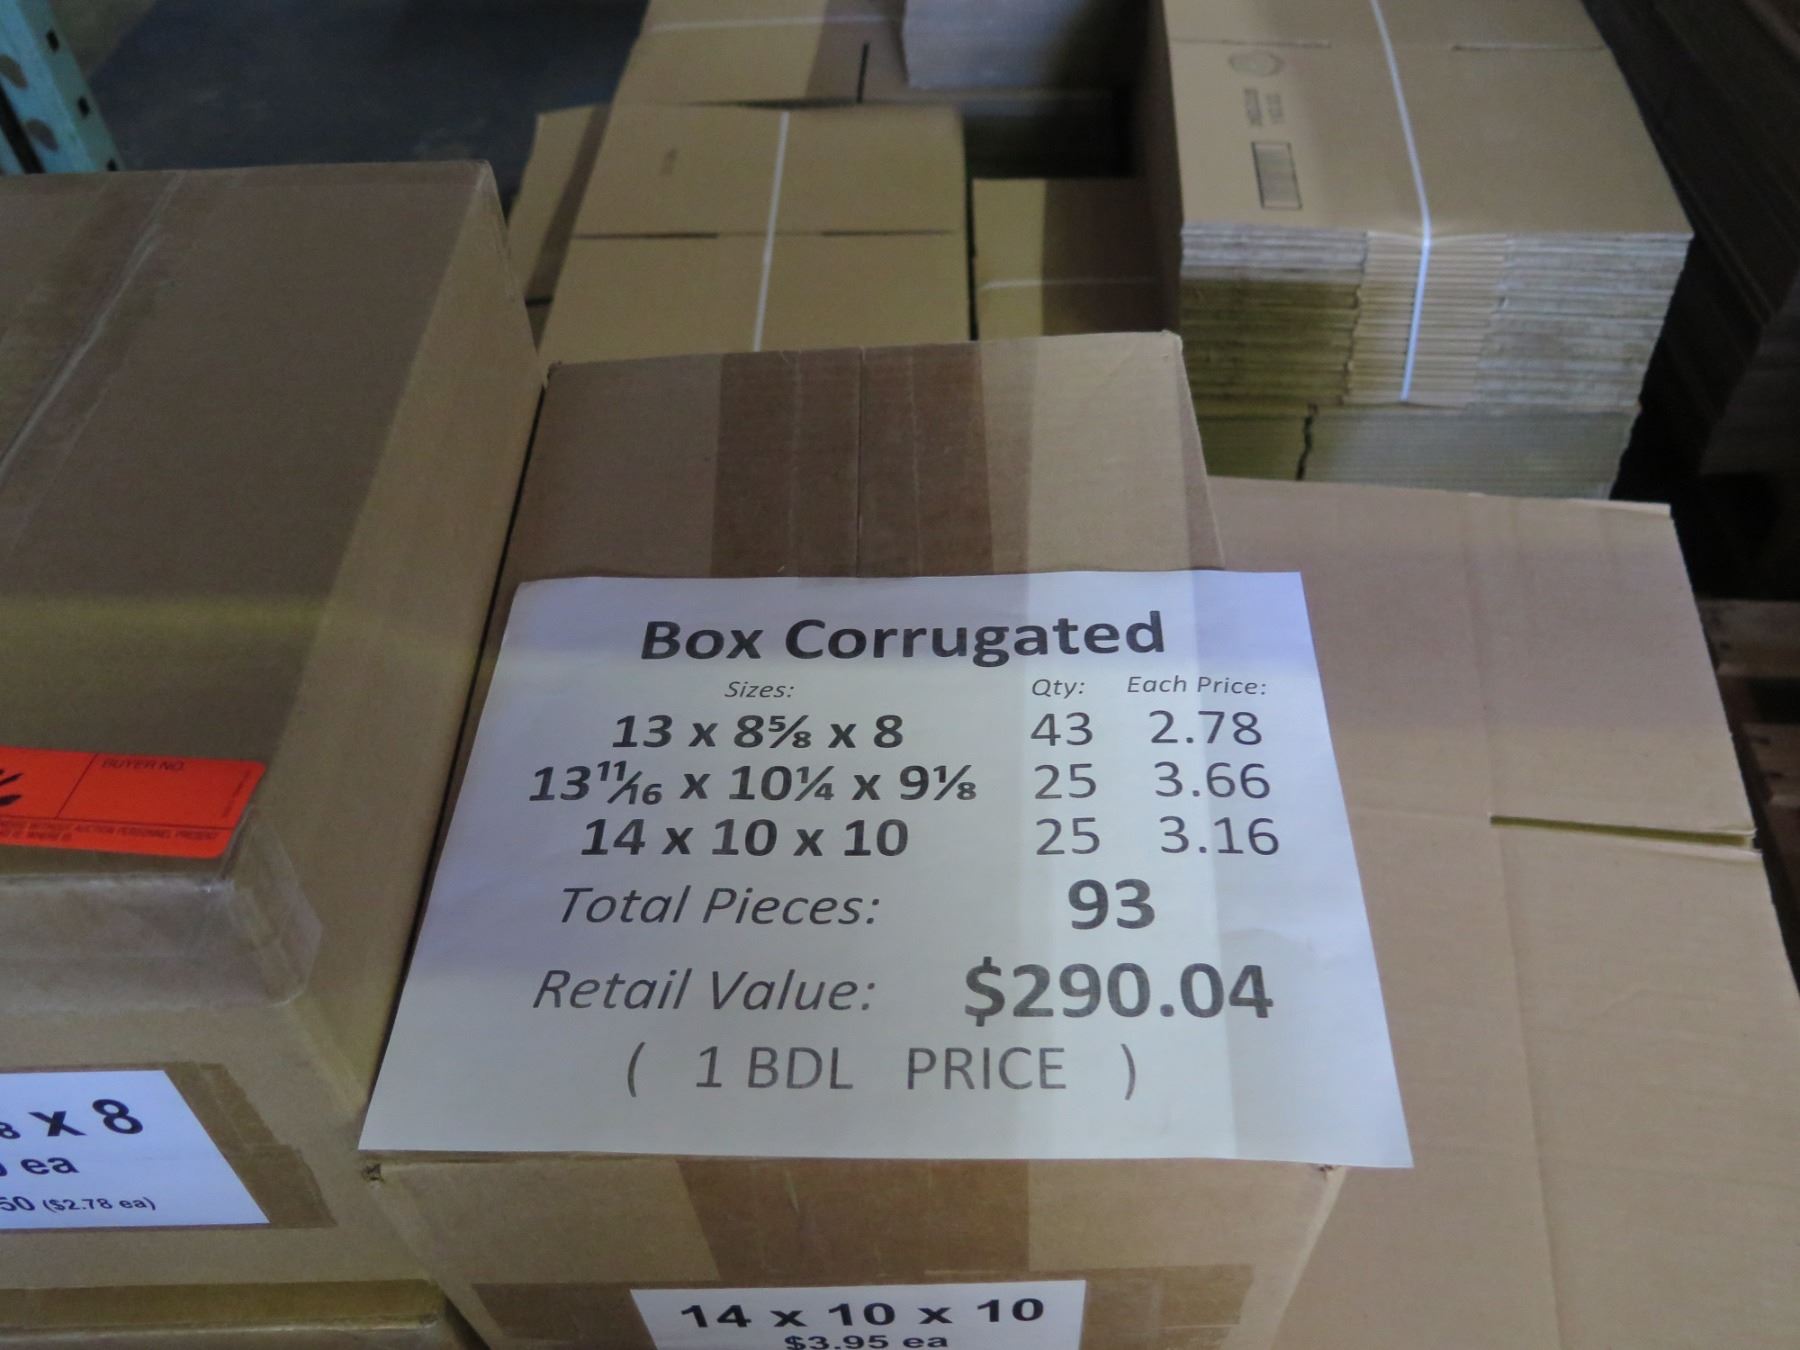 Box Corrugated
Sizes: Qty: Each Price:
13 x 8⅝ x 8 43 2.78
13¹¹⁄₁₆ x 10¼ x 9⅛ 25 3.66
14 x 10 x 10 25 3.16
Total Pieces: 93
Retail Value: $290.04
( 1 BDL PRICE )
BUYER NO.
8 x 8
ea
50 ($2.78 ea)
14 x 10 x 10
$3.95 ea